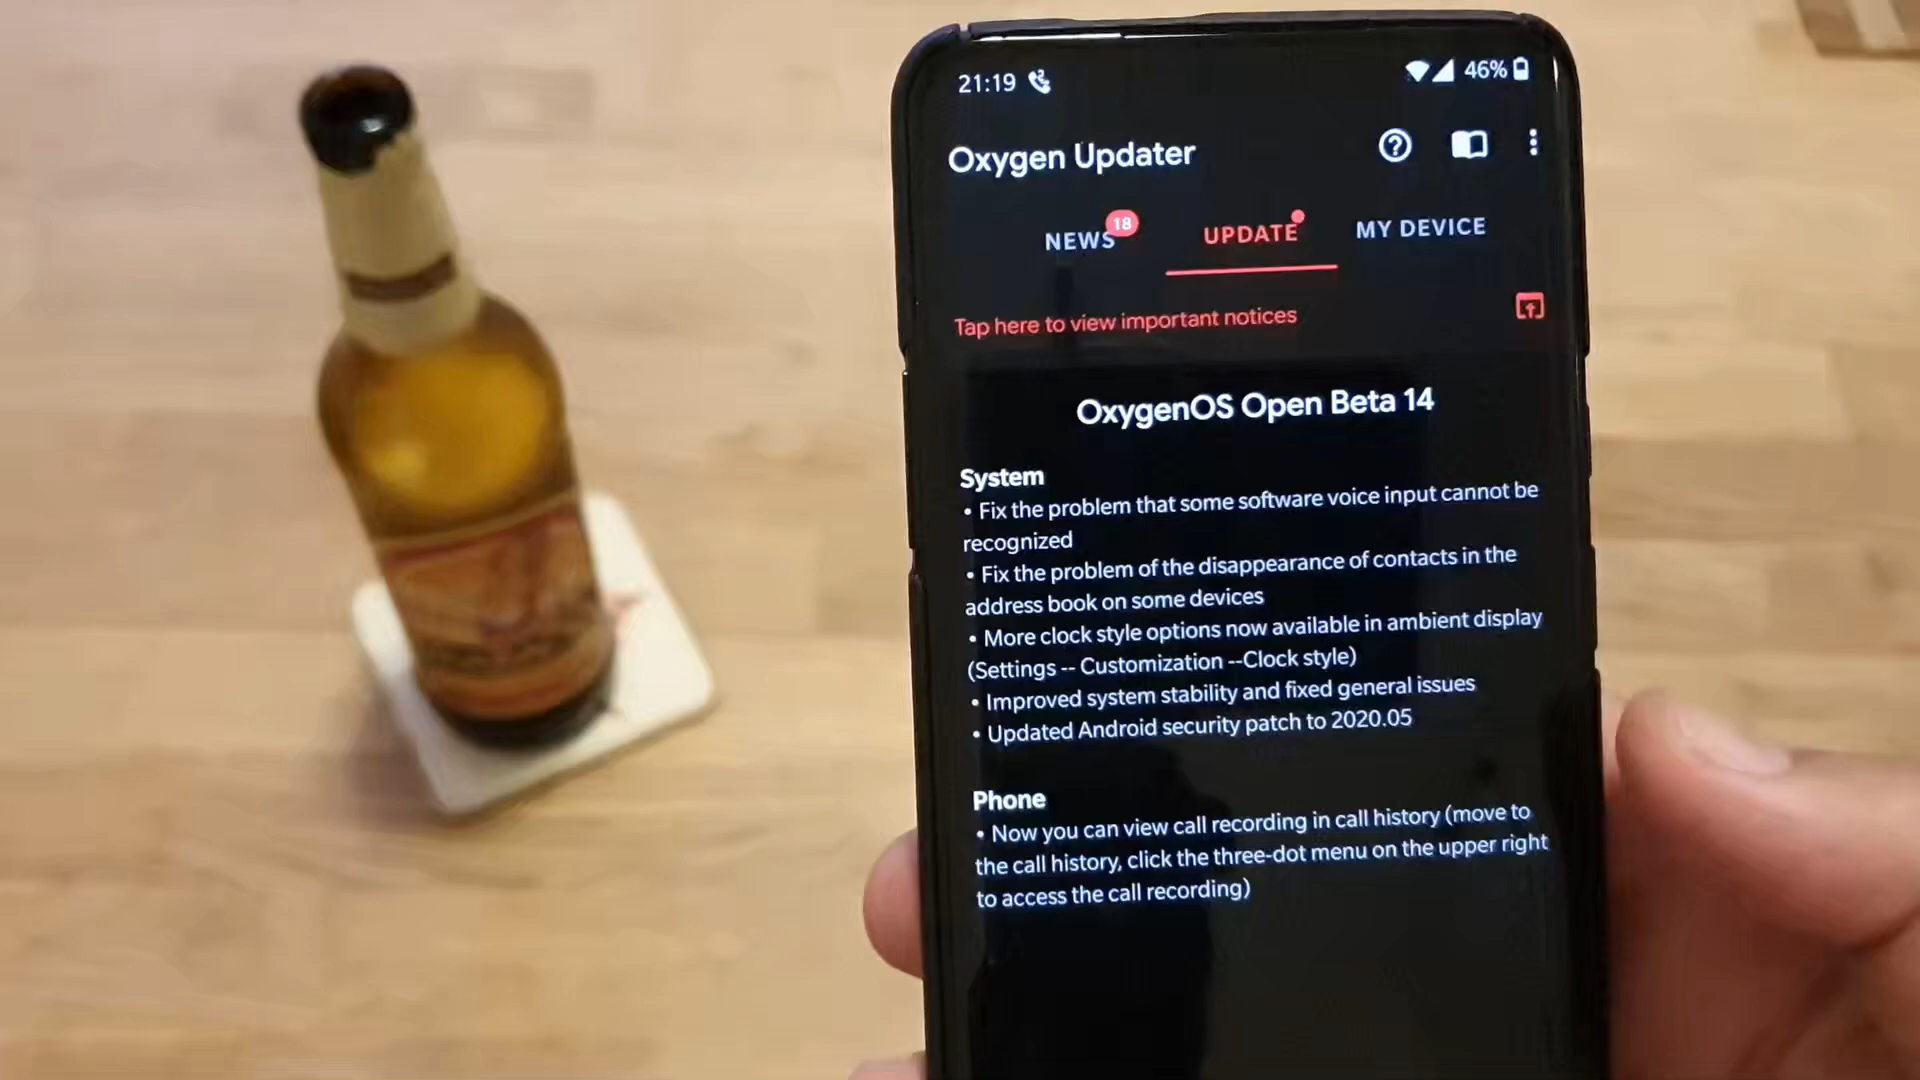 21:19
46%
Oxygen Updater
NEWS 18 UPDATE MY DEVICE
Tap here to view important notices
OxygenOS Open Beta 14
System
• Fix the problem that some software voice input cannot be
recognized
• Fix the problem of the disappearance of contacts in the
address book on some devices
• More clock style options now available in ambient display
(Settings -- Customization --Clock style)
• Improved system stability and fixed general issues
• Updated Android security patch to 2020.05
Phone
• Now you can view call recording in call history (move to
the call history, click the three-dot menu on the upper right
to access the call recording)